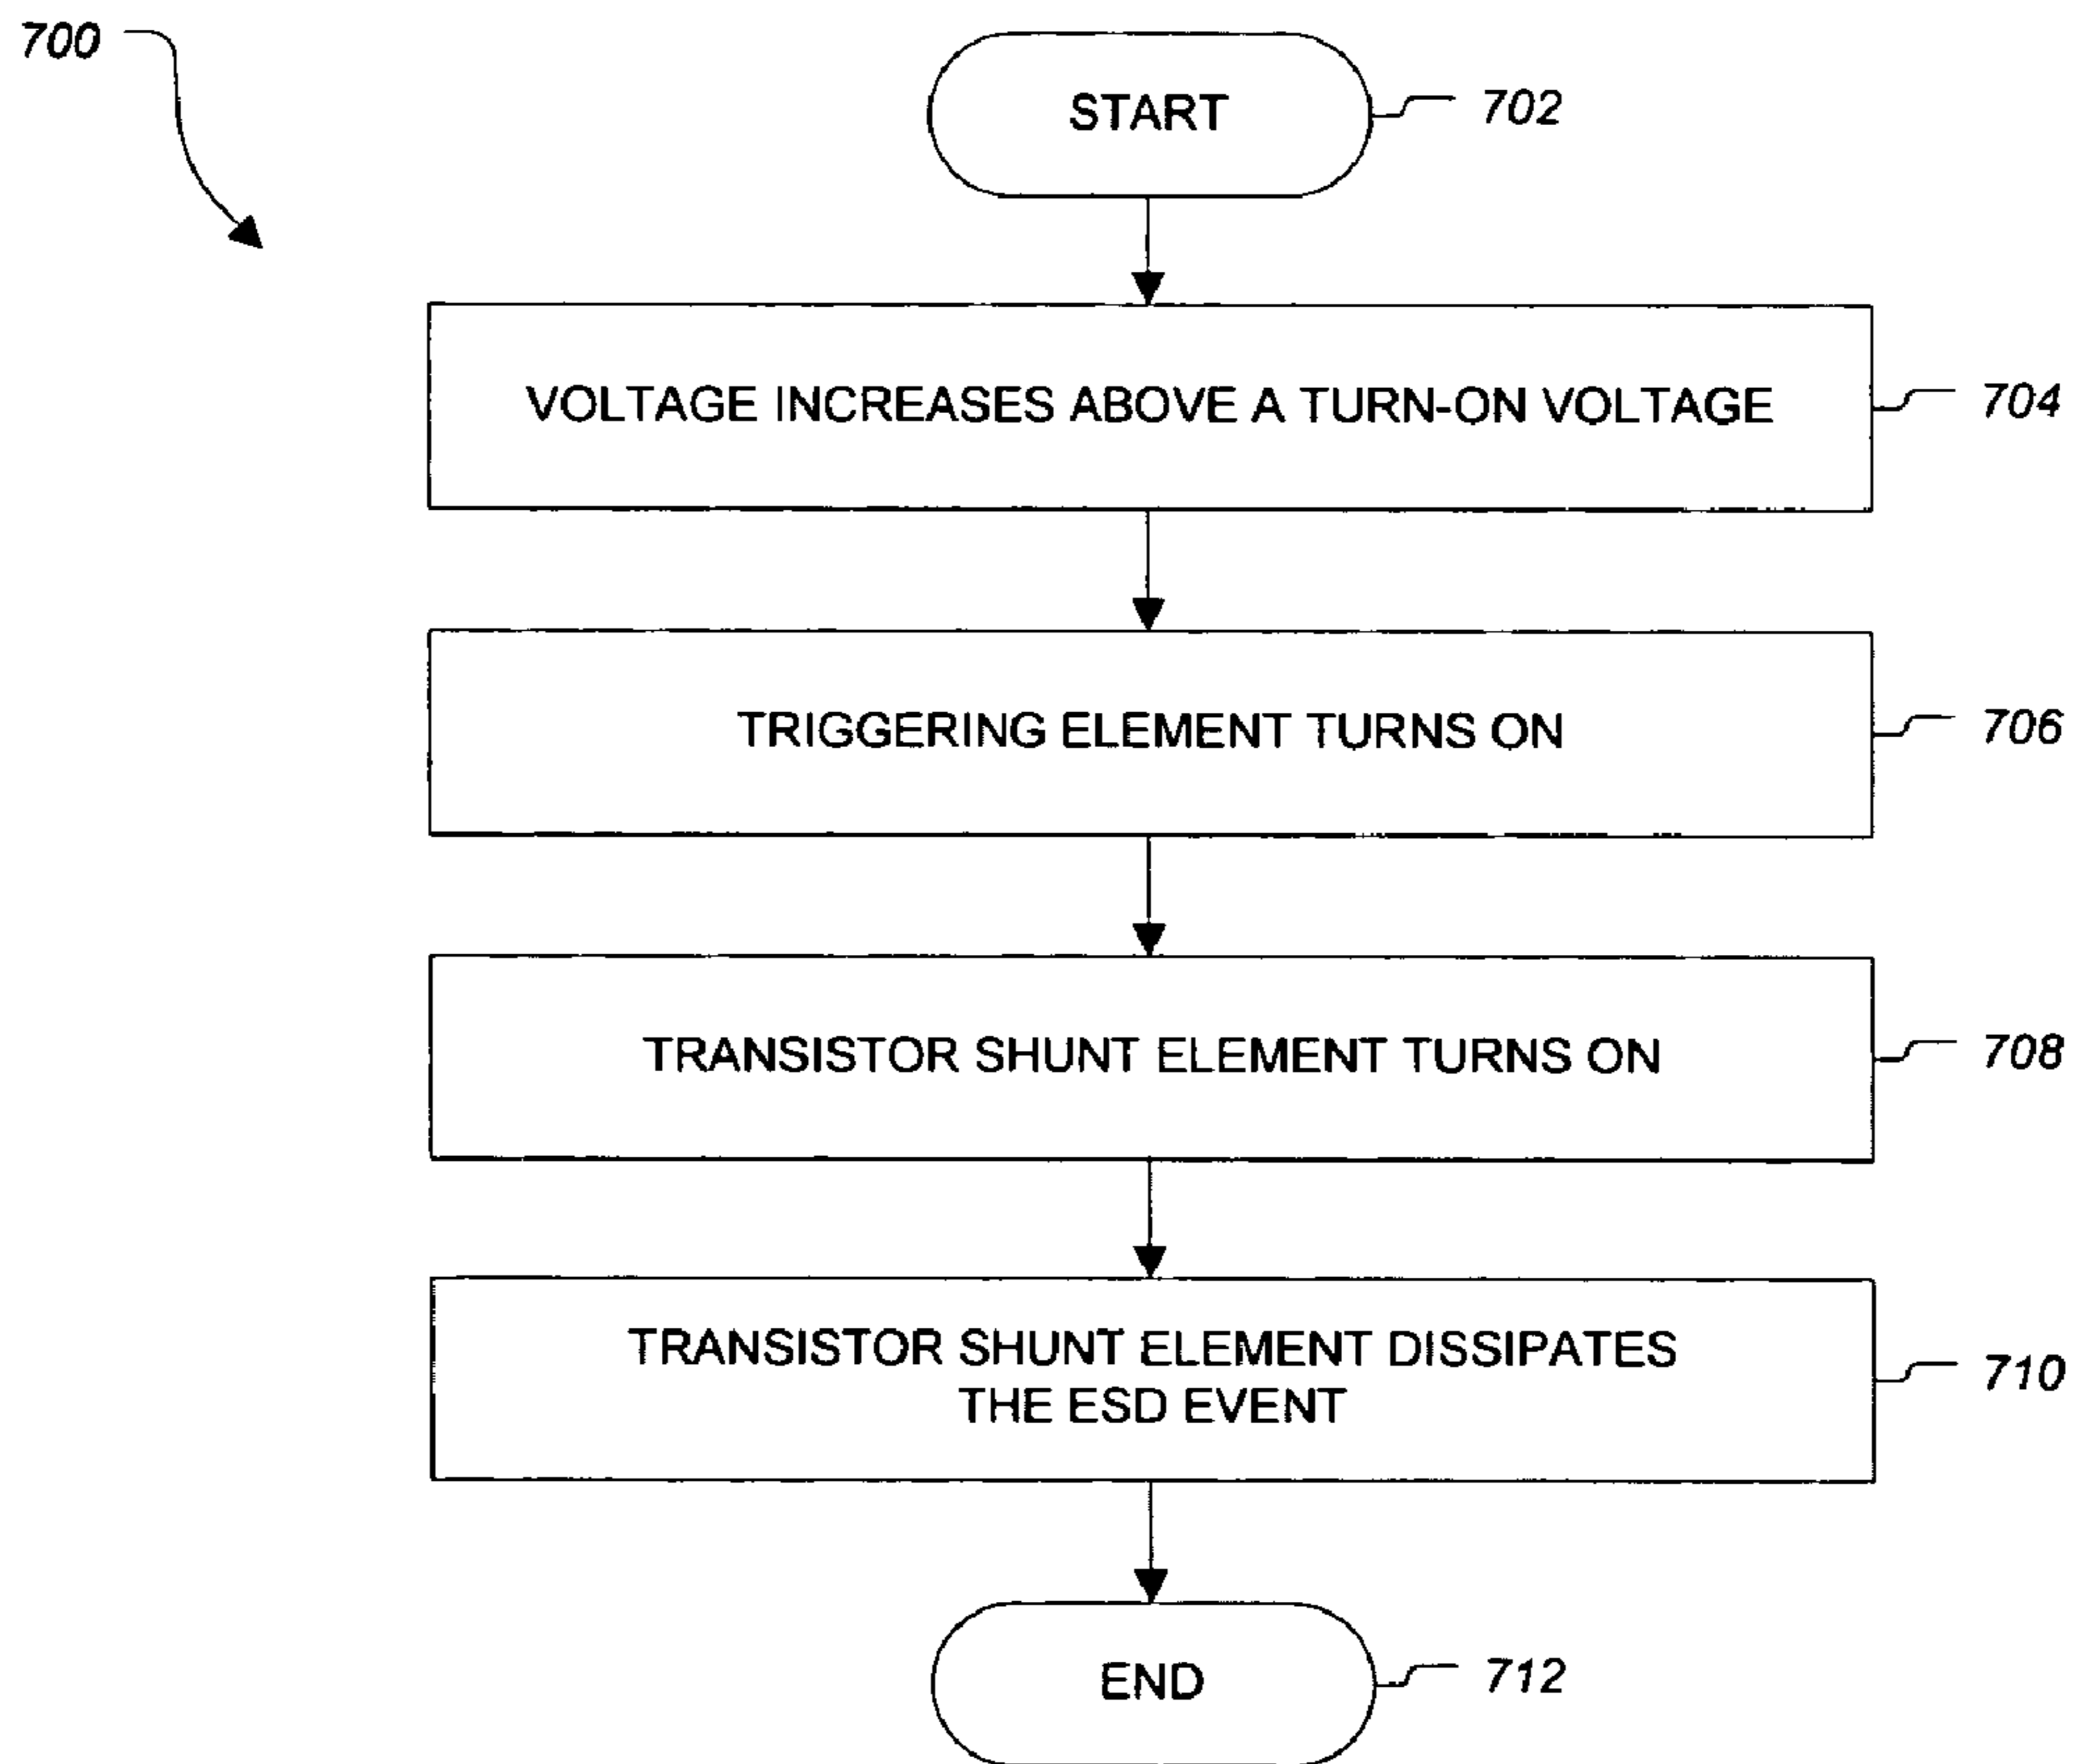 700
START
702
VOLTAGE INCREASES ABOVE A TURN-ON VOLTAGE
704
TRIGGERING ELEMENT TURNS ON
706
TRANSISTOR SHUNT ELEMENT TURNS ON
708
TRANSISTOR SHUNT ELEMENT DISSIPATES
THE ESD EVENT
710
END
712